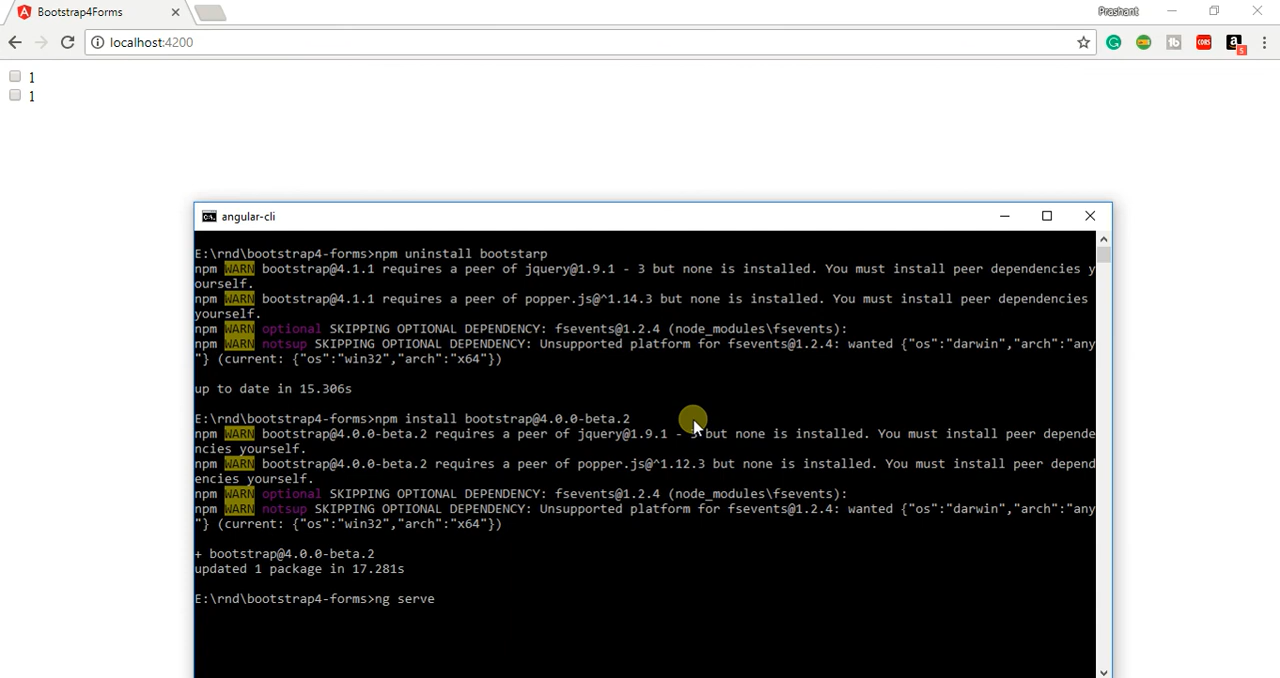 Bootstrap4Forms
Prashant
localhost:4200
1
1
angular-cli
E:\rnd\bootstrap4-forms>npm uninstall bootstarp
npm WARN bootstrap@4.1.1 requires a peer of jquery@1.9.1 - 3 but none is installed. You must install peer dependencies y
ourself.
npm WARN bootstrap@4.1.1 requires a peer of popper.js@^1.14.3 but none is installed. You must install peer dependencies
yourself.
npm WARN optional SKIPPING OPTIONAL DEPENDENCY: fsevents@1.2.4 (node_modules\fsevents):
npm WARN notsup SKIPPING OPTIONAL DEPENDENCY: Unsupported platform for fsevents@1.2.4: wanted {"os":"darwin","arch":"any
"} (current: {"os":"win32","arch":"x64"})
up to date in 15.306s
E:\rnd\bootstrap4-forms>npm install bootstrap@4.0.0-beta.2
npm WARN bootstrap@4.0.0-beta.2 requires a peer of jquery@1.9.1 - 3 but none is installed. You must install peer depende
ncies yourself.
npm WARN bootstrap@4.0.0-beta.2 requires a peer of popper.js@^1.12.3 but none is installed. You must install peer depend
encies yourself.
npm WARN optional SKIPPING OPTIONAL DEPENDENCY: fsevents@1.2.4 (node_modules\fsevents):
npm WARN notsup SKIPPING OPTIONAL DEPENDENCY: Unsupported platform for fsevents@1.2.4: wanted {"os":"darwin","arch":"any
"} (current: {"os":"win32","arch":"x64"})
+ bootstrap@4.0.0-beta.2
updated 1 package in 17.281s
E:\rnd\bootstrap4-forms>ng serve